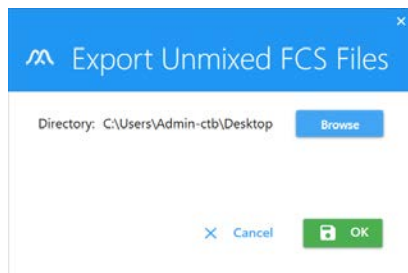 Export Unmixed FCS Files
Directory: C:\Users\Admin-ctb\Desktop Browse
Cancel OK